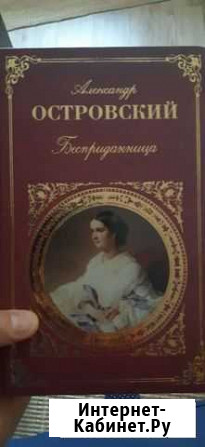 Александр
ОСТРОВСКИЙ
Бесприданница
Интернет-
Кабинет.Ру